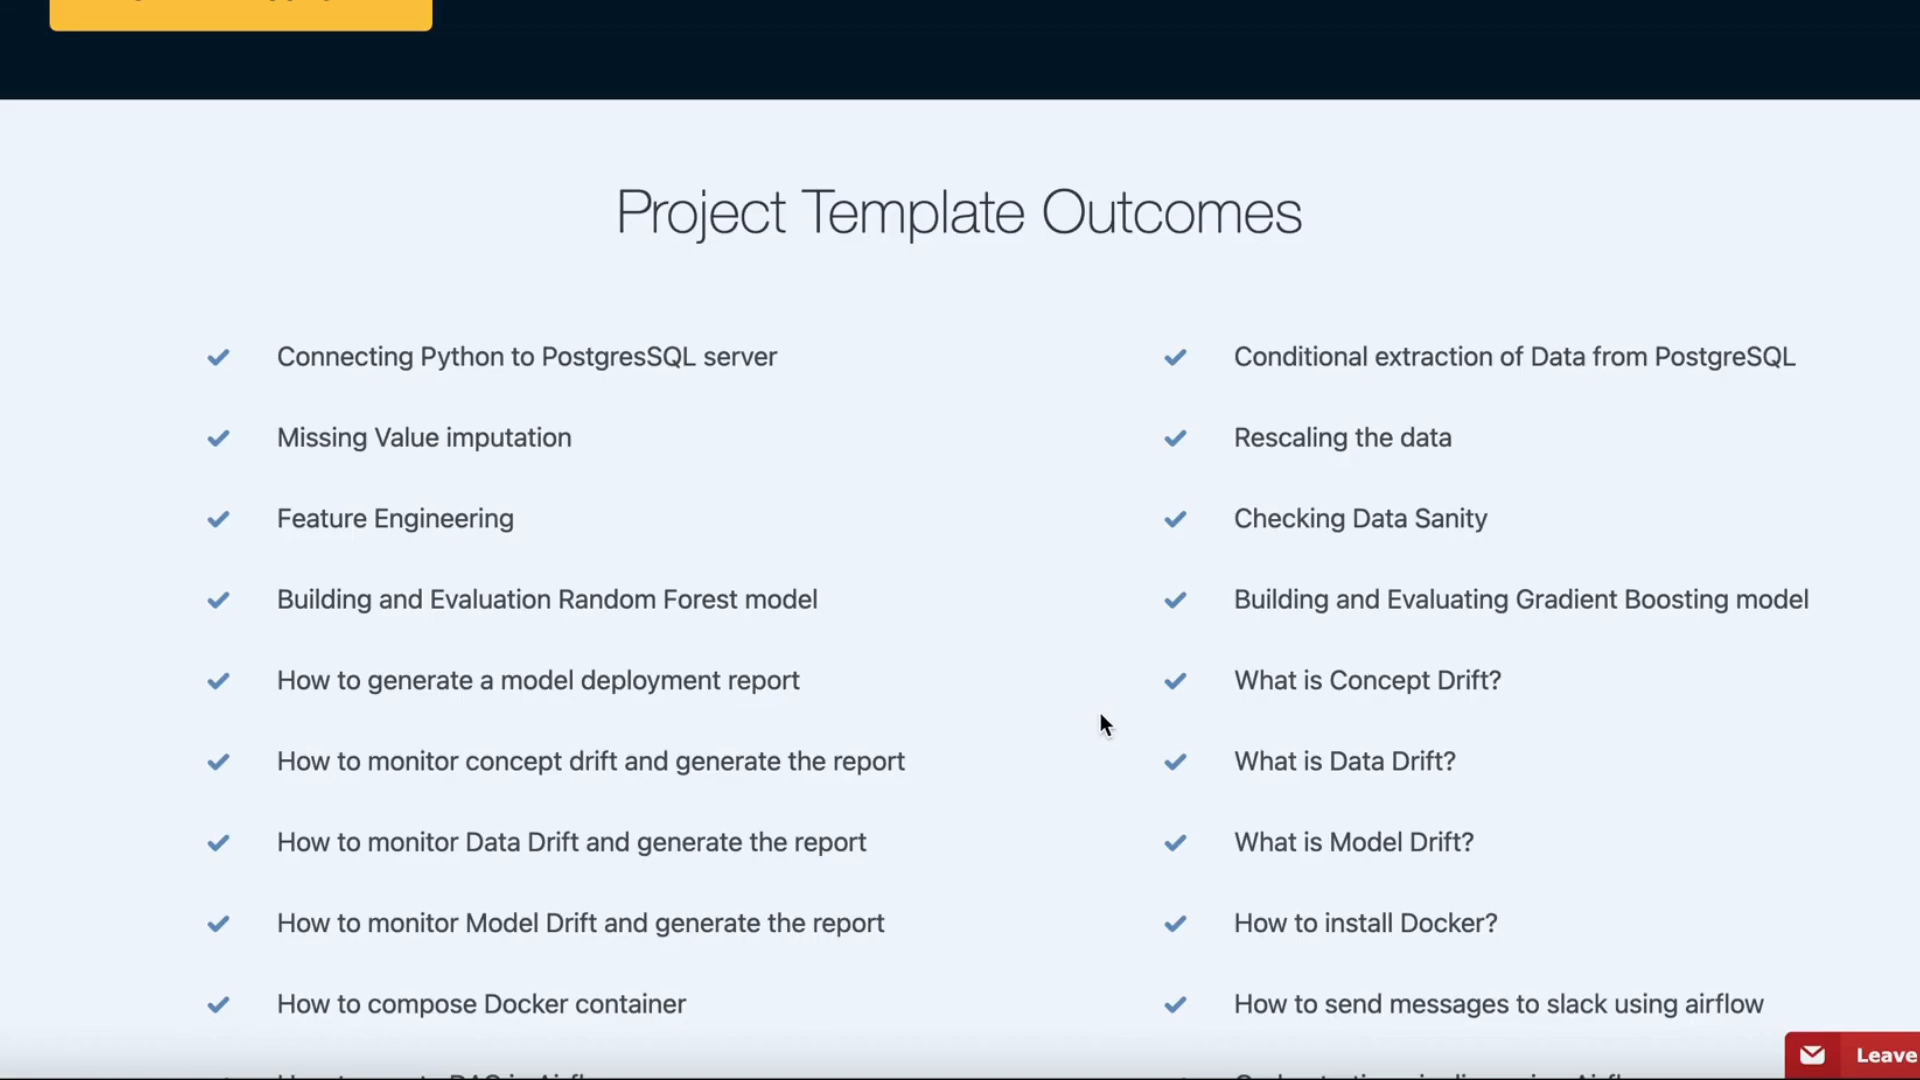 Project Template Outcomes
Connecting Python to PostgresSQL server
Conditional extraction of Data from PostgreSQL
Missing Value imputation
Rescaling the data
Feature Engineering
Checking Data Sanity
Building and Evaluation Random Forest model
Building and Evaluating Gradient Boosting model
How to generate a model deployment report
What is Concept Drift?
How to monitor concept drift and generate the report
What is Data Drift?
How to monitor Data Drift and generate the report
What is Model Drift?
How to monitor Model Drift and generate the report
How to install Docker?
How to compose Docker container
How to send messages to slack using airflow
Leave